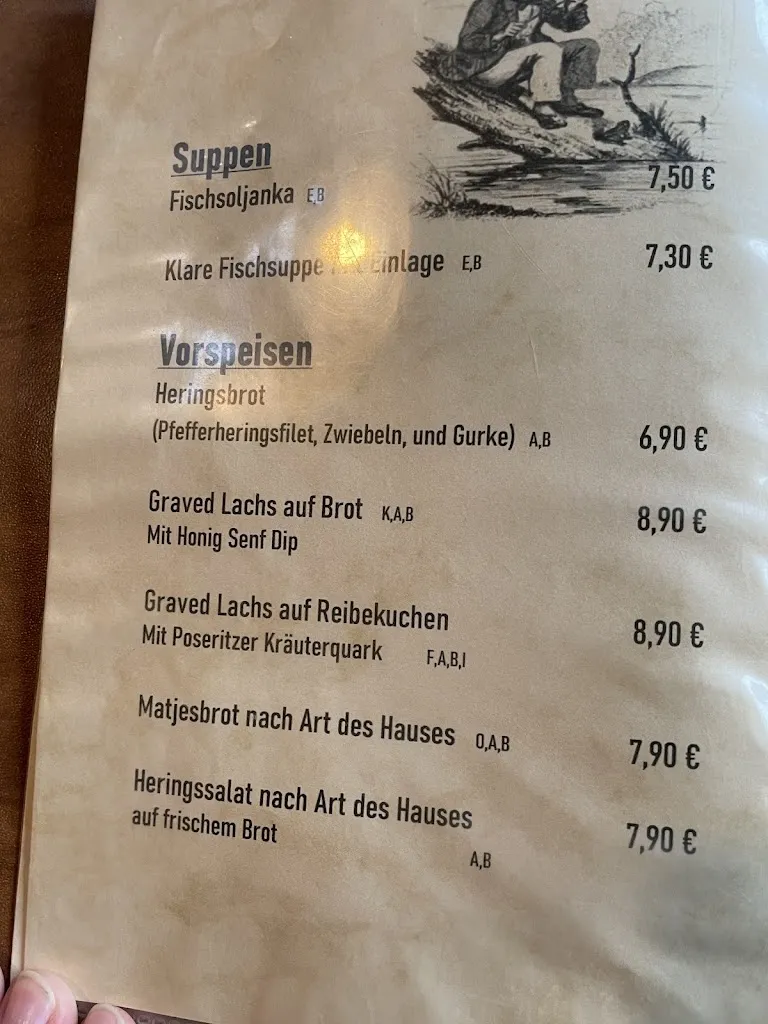 Suppen
Fischsoljanka E,B 7,50 €
Klare Fischsuppe Einlage E,B 7,30 €
Vorspeisen
Heringsbrot
(Pfefferheringsfilet, Zwiebeln, und Gurke) A,B 6,90 €
Graved Lachs auf Brot K,A,B 8,90 €
Mit Honig Senf Dip
Graved Lachs auf Reibekuchen
Mit Poseritzer Kräuterquark F,A,B,I 8,90 €
Matjesbrot nach Art des Hauses O,A,B 7,90 €
Heringssalat nach Art des Hauses
auf frischem Brot A,B 7,90 €